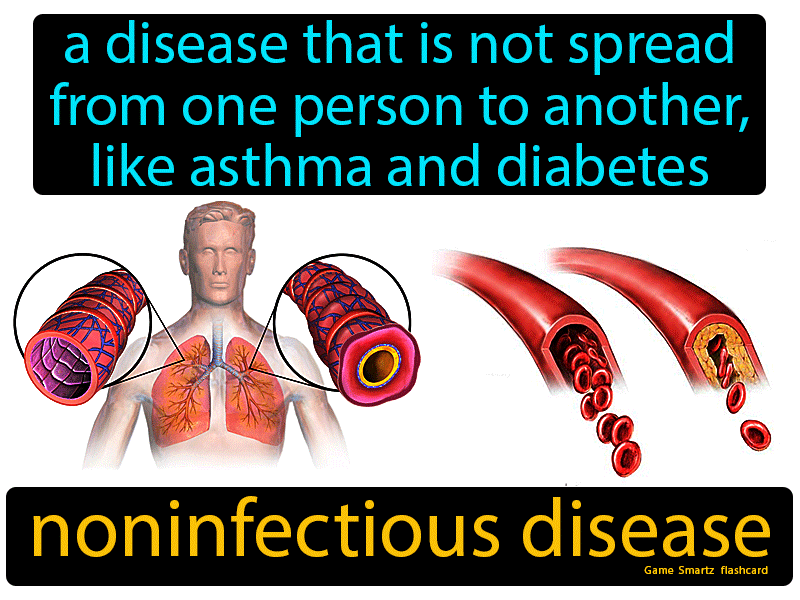 a disease that is not spread
from one person to another,
like asthma and diabetes
noninfectious disease
Game Smartz flashcard